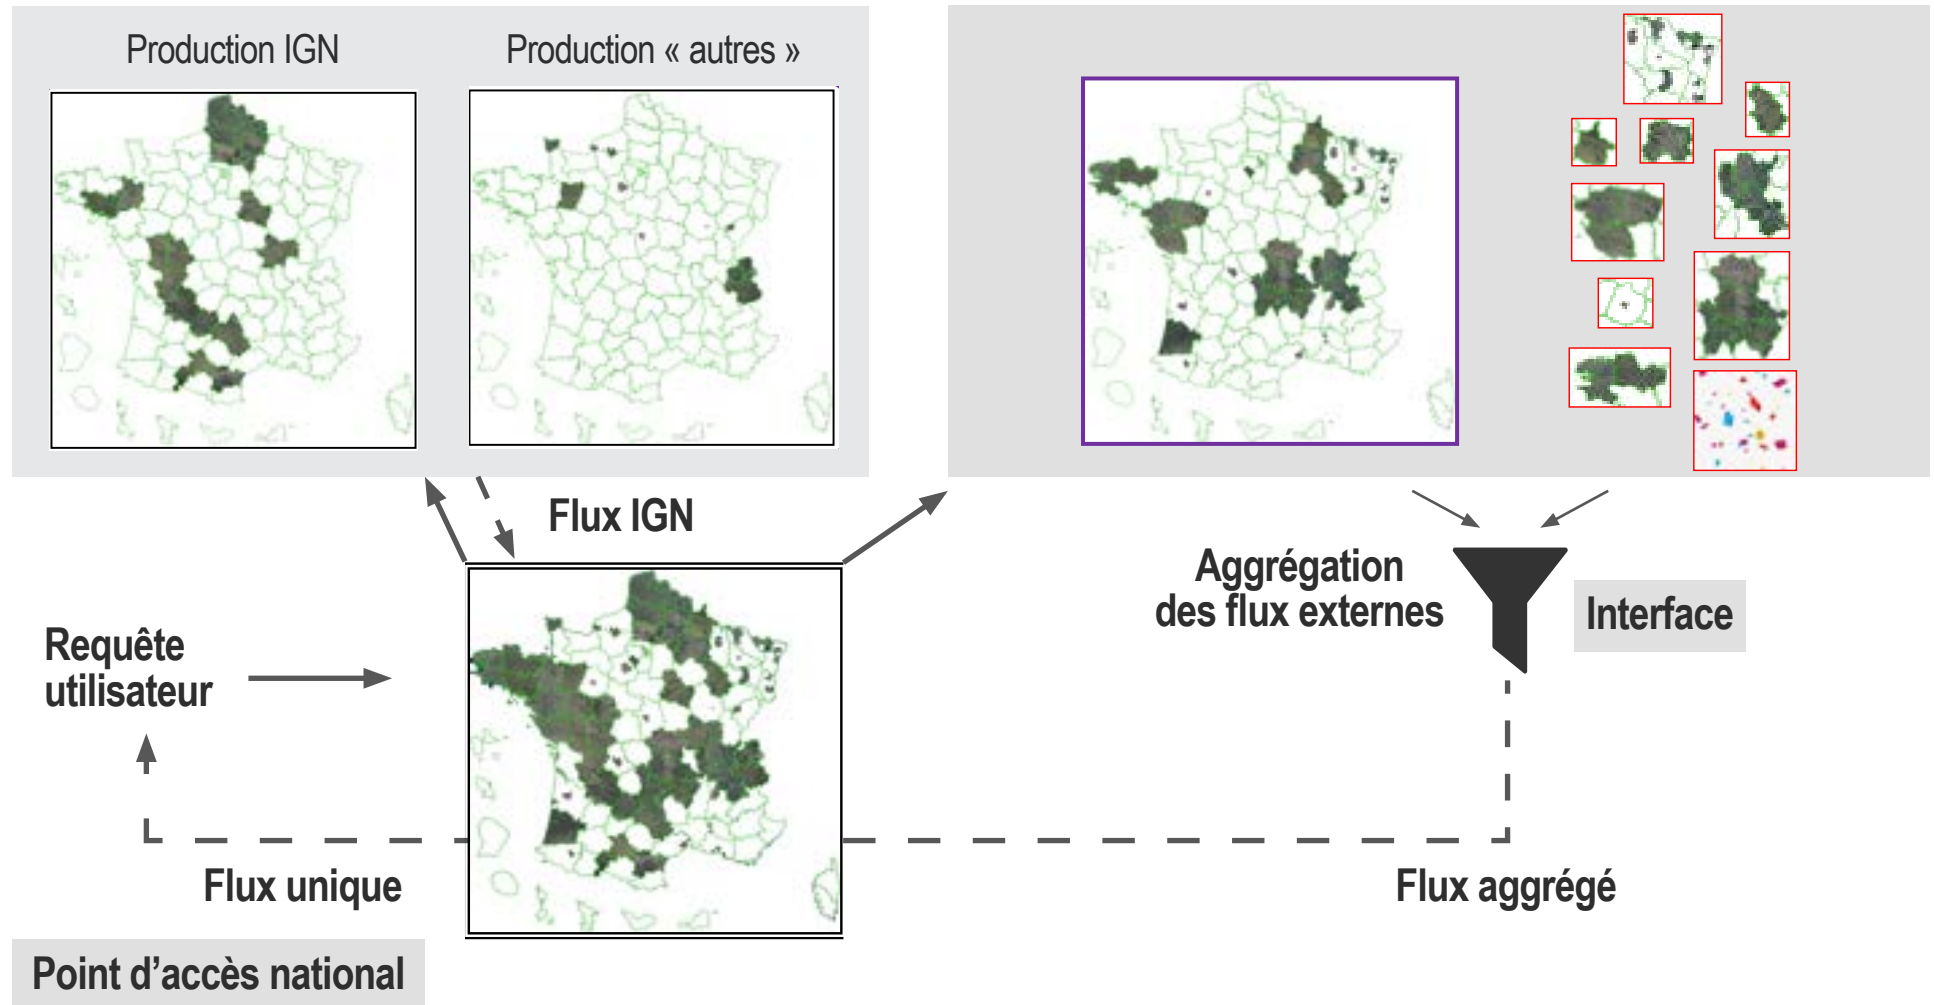 Production IGN
Production « autres »
Flux IGN
Aggrégation
des flux externes
Interface
Requête
utilisateur
Flux unique
Flux aggrégé
Point d’accès national